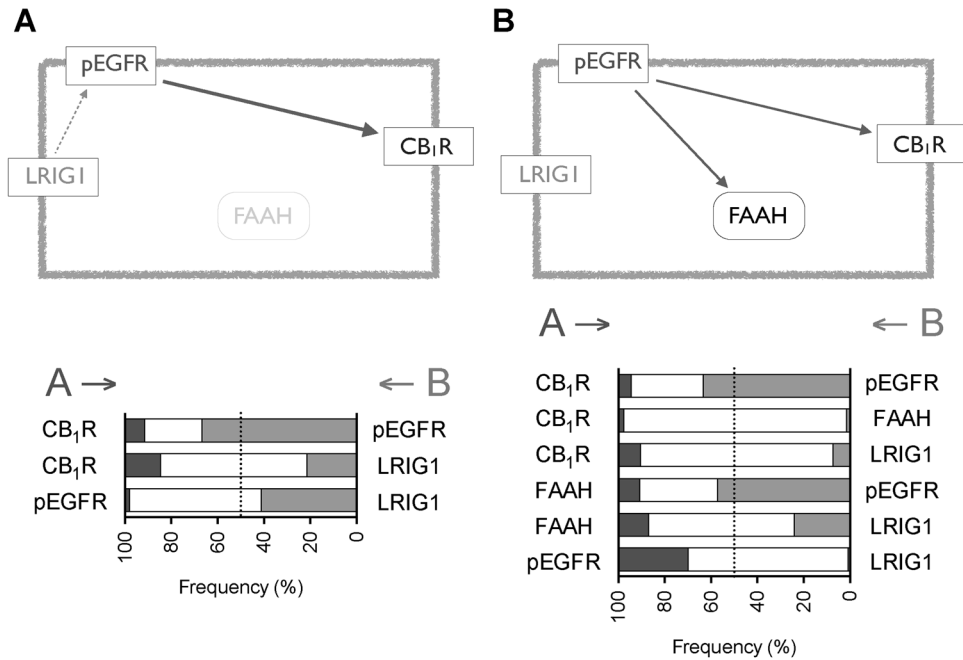 A
pEGFR
CB₁R
LRIG1
FAAH
A → ← B
CB₁R pEGFR
CB₁R LRIG1
pEGFR LRIG1
100 80 60 40 20 0
Frequency (%)
B
pEGFR
CB₁R
LRIG1
FAAH
A → ← B
CB₁R pEGFR
CB₁R FAAH
CB₁R LRIG1
FAAH pEGFR
FAAH LRIG1
pEGFR LRIG1
100 80 60 40 20 0
Frequency (%)